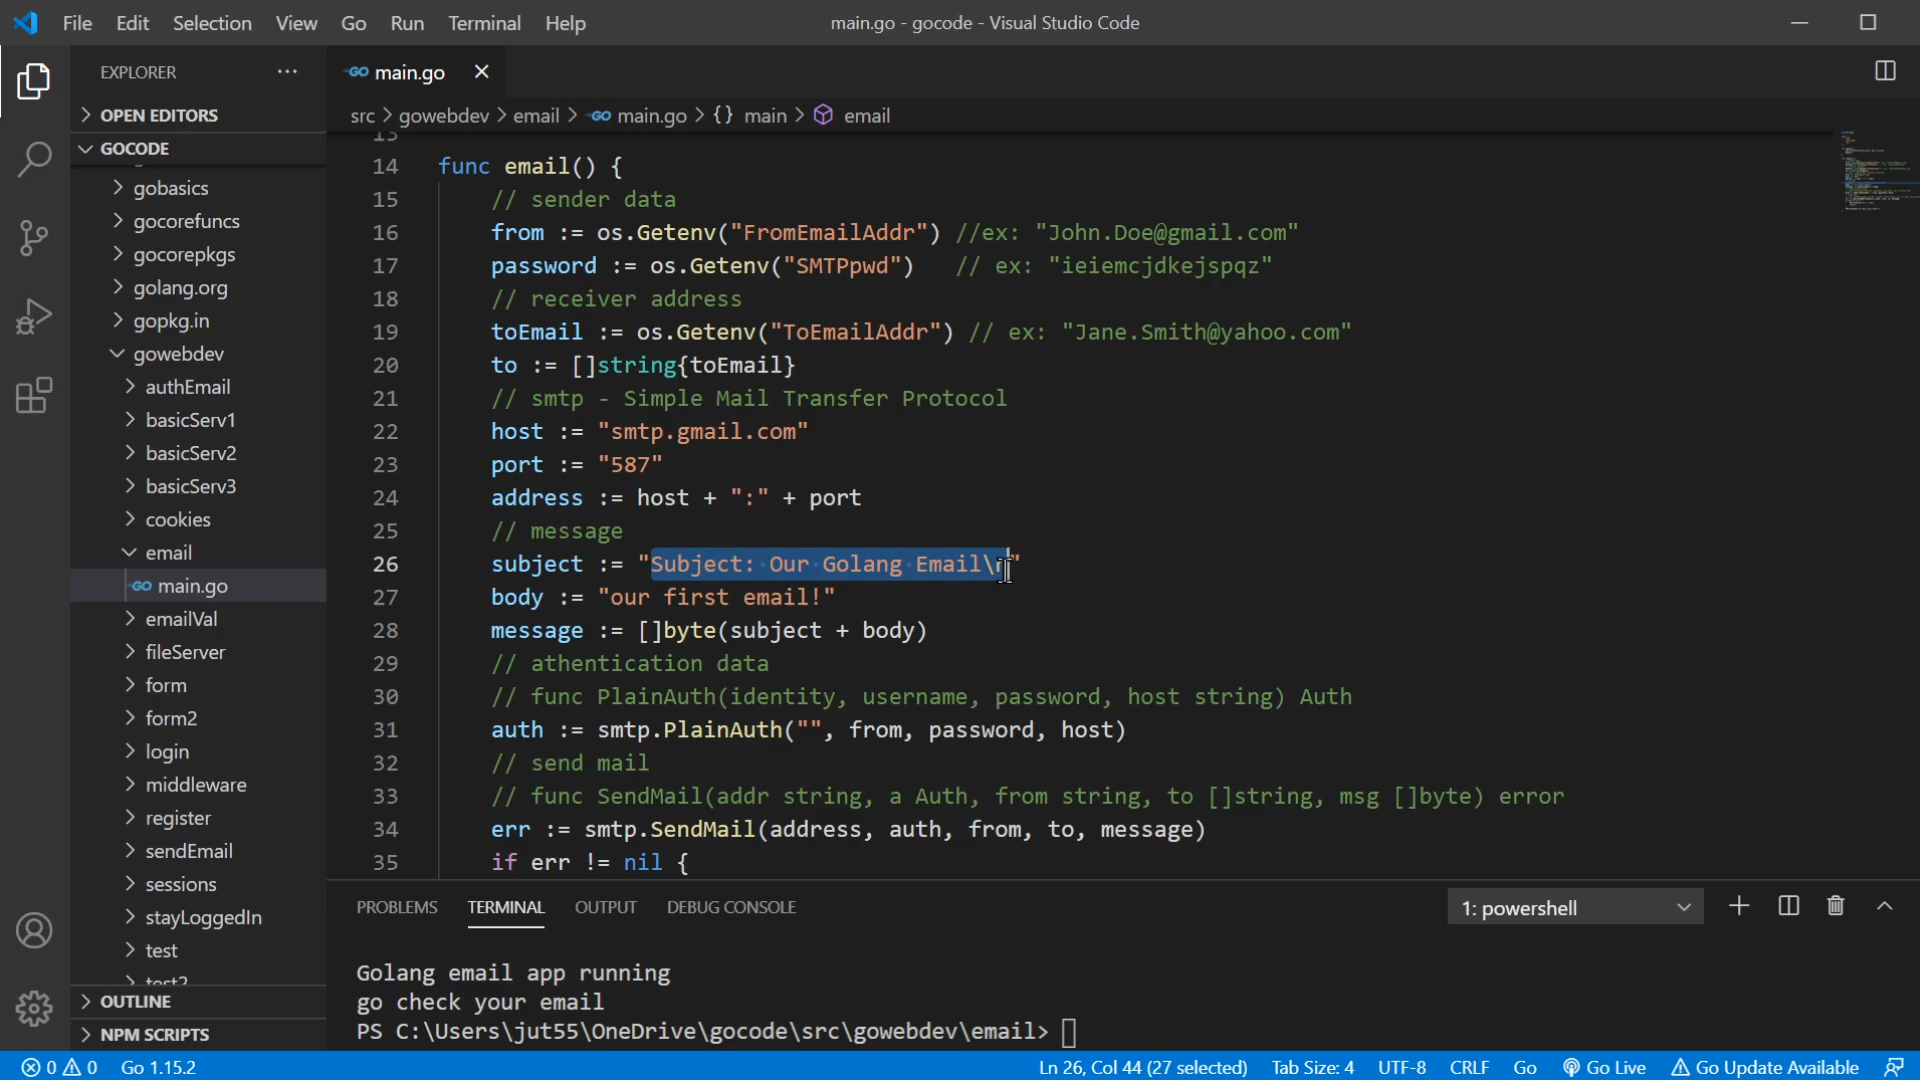 File Edit Selection View Go Run Terminal Help
main.go - gocode - Visual Studio Code
EXPLORER
OPEN EDITORS
GOCODE
gobasics
gocorefuncs
gocorepkgs
golang.org
gopkg.in
gowebdev
authEmail
basicServ1
basicServ2
basicServ3
cookies
email
GO main.go
emailVal
fileServer
form
form2
login
middleware
register
sendEmail
sessions
stayLoggedIn
test
test2
OUTLINE
NPM SCRIPTS
GO main.go
src > gowebdev > email > GO main.go > {} main > email
13
14 func email() {
15 // sender data
16 from := os.Getenv("FromEmailAddr") //ex: "John.Doe@gmail.com"
17 password := os.Getenv("SMTPpwd") // ex: "ieiemcjdkejspqz"
18 // receiver address
19 toEmail := os.Getenv("ToEmailAddr") // ex: "Jane.Smith@yahoo.com"
20 to := []string{toEmail}
21 // smtp - Simple Mail Transfer Protocol
22 host := "smtp.gmail.com"
23 port := "587"
24 address := host + ":" + port
25 // message
26 subject := "Subject: Our Golang Email\n"
27 body := "our first email!"
28 message := []byte(subject + body)
29 // athentication data
30 // func PlainAuth(identity, username, password, host string) Auth
31 auth := smtp.PlainAuth("", from, password, host)
32 // send mail
33 // func SendMail(addr string, a Auth, from string, to []string, msg []byte) error
34 err := smtp.SendMail(address, auth, from, to, message)
35 if err != nil {
PROBLEMS TERMINAL OUTPUT DEBUG CONSOLE
1: powershell
Golang email app running
go check your email
PS C:\Users\jut55\OneDrive\gocode\src\gowebdev\email>
0 0 Go 1.15.2
Ln 26, Col 44 (27 selected) Tab Size: 4 UTF-8 CRLF Go Go Live Go Update Available